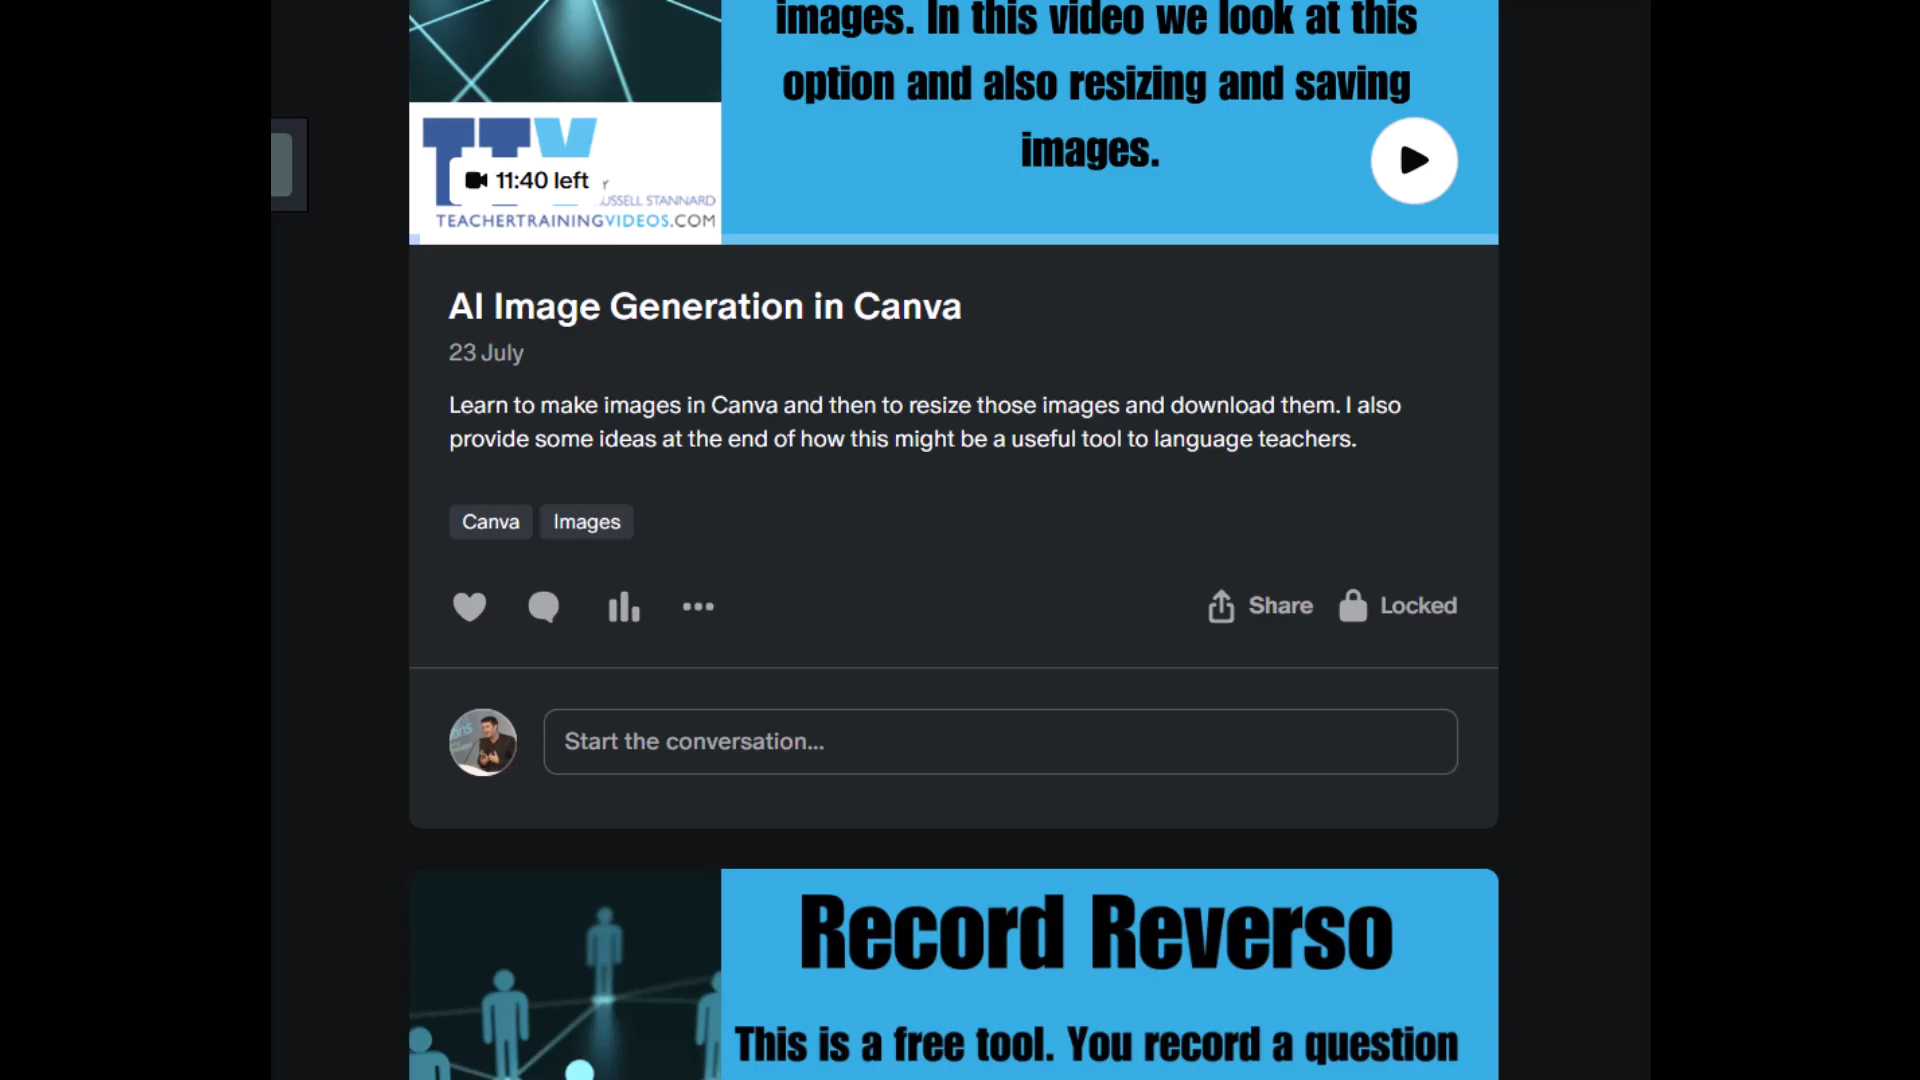 images. In this video we look at this
option and also resizing and saving
images.
TTV
11:40 left
RUSSELL STANNARD
TEACHERTRAININGVIDEOS.COM
AI Image Generation in Canva
23 July
Learn to make images in Canva and then to resize those images and download them. I also
provide some ideas at the end of how this might be a useful tool to language teachers.
Canva
Images
Share
Locked
Start the conversation...
Record Reverso
This is a free tool. You record a question